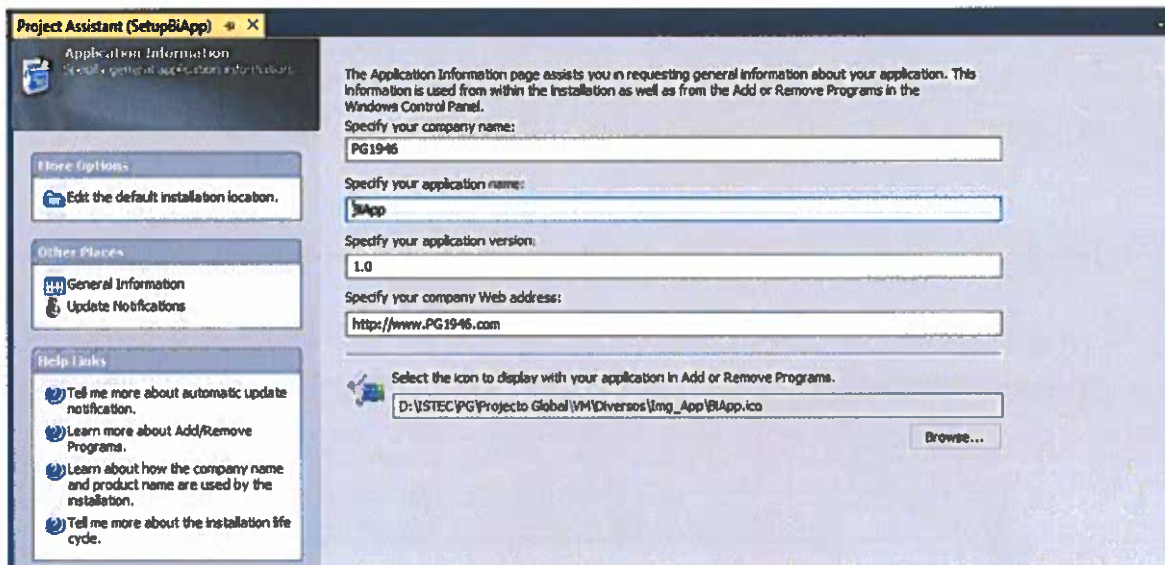 Project Assistant (SetupBiApp)
Application Information
Specify general application information.
More Options
Edit the default installation location.
Other Places
General Information
Update Notifications
Help Links
Tell me more about automatic update
notification.
Learn more about Add/Remove
Programs.
Learn about how the company name
and product name are used by the
installation.
Tell me more about the installation life
cycle.
The Application Information page assists you in requesting general information about your application. This
information is used from within the installation as well as from the Add or Remove Programs in the
Windows Control Panel.
Specify your company name:
PG1946
Specify your application name:
BiApp
Specify your application version:
1.0
Specify your company Web address:
http://www.PG1946.com
Select the icon to display with your application in Add or Remove Programs.
D:\ISTEC\PG\Projecto Global\VM\Diversos\Img_App\BiApp.ico
Browse...